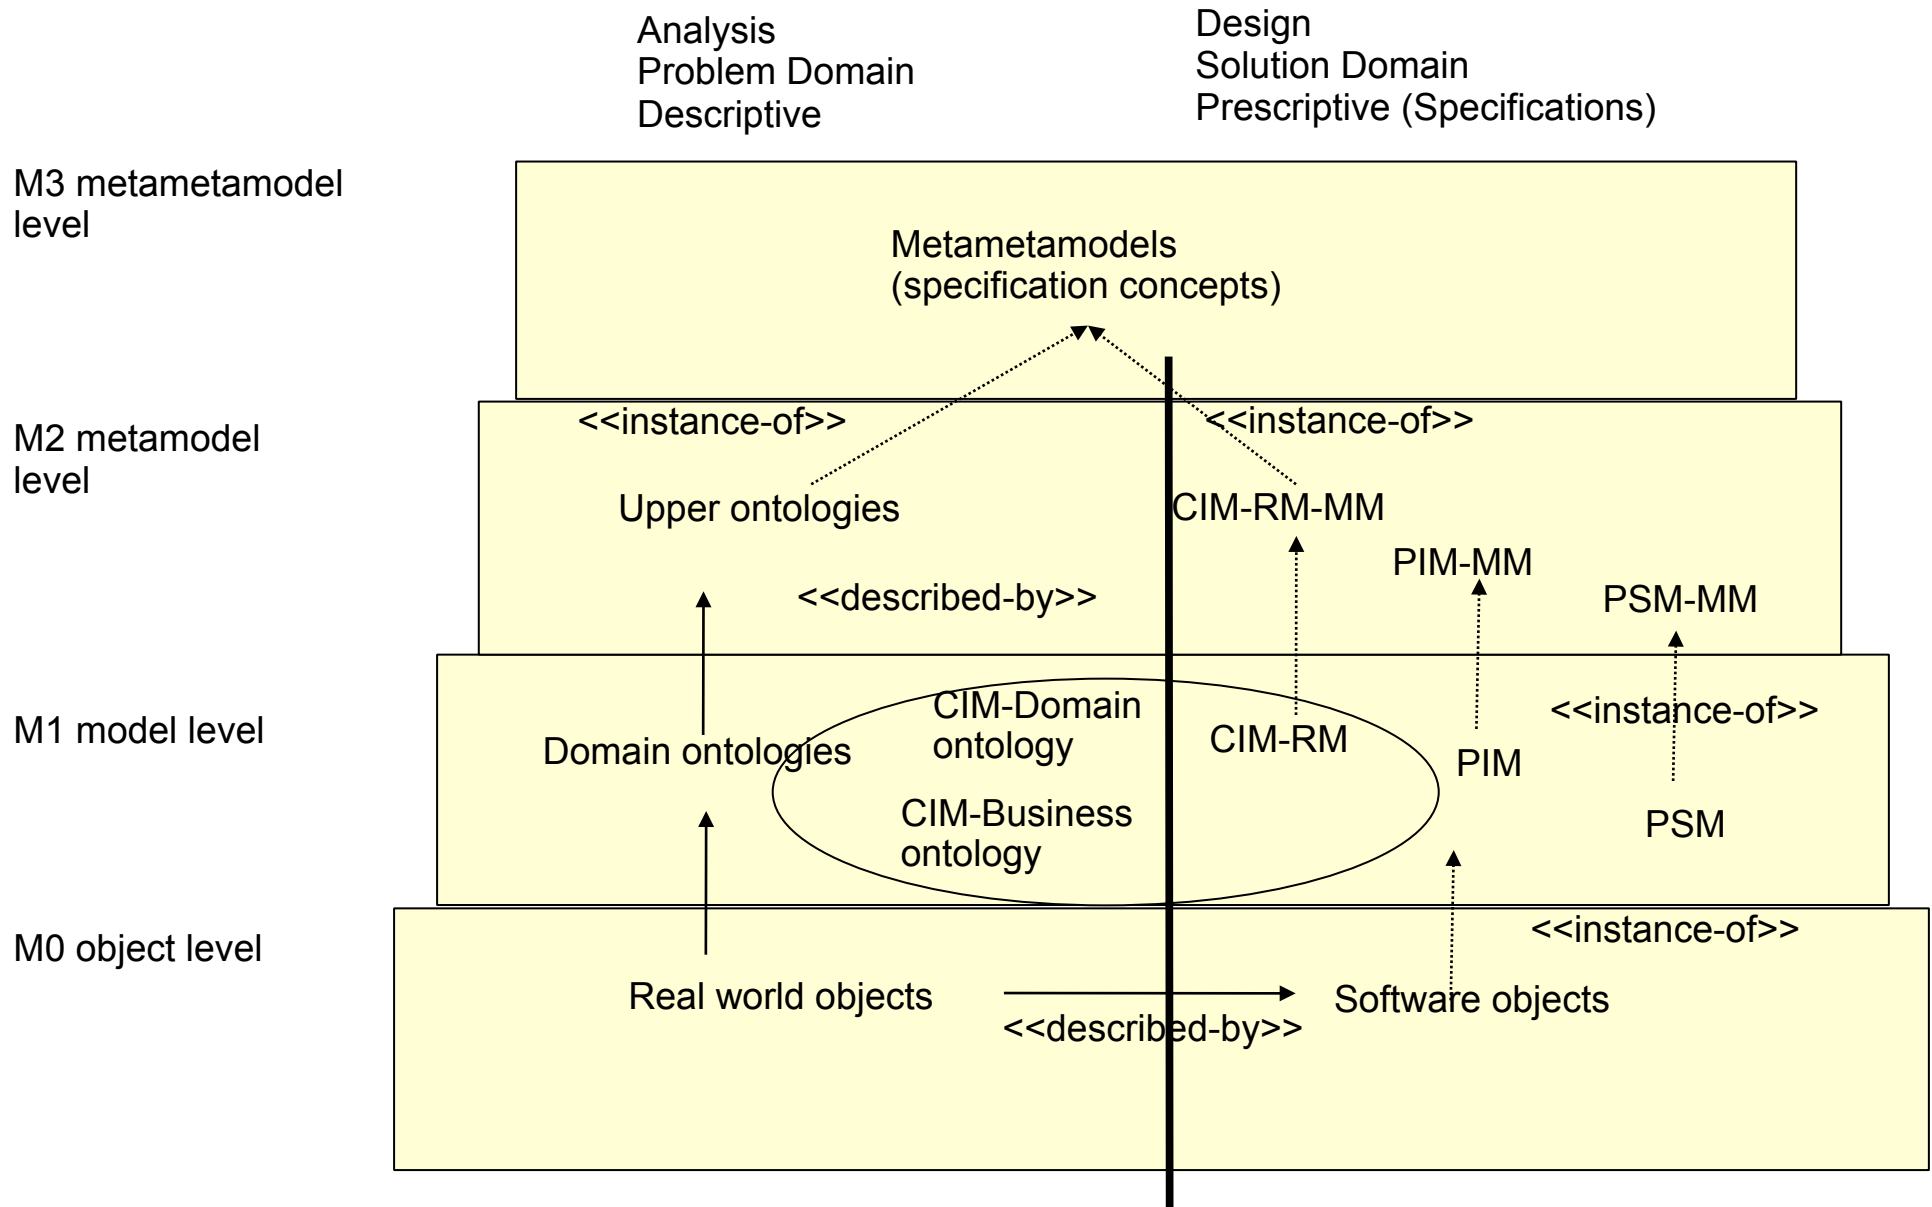 Analysis
Problem Domain
Descriptive
Design
Solution Domain
Prescriptive (Specifications)
M3 metametamodel
level
Metametamodels
(specification concepts)
M2 metamodel
level
<<instance-of>>
<<instance-of>>
Upper ontologies
CIM-RM-MM
PIM-MM
<<described-by>>
PSM-MM
M1 model level
Domain ontologies
CIM-Domain
ontology
CIM-RM
<<instance-of>>
PIM
CIM-Business
ontology
PSM
M0 object level
<<instance-of>>
Real world objects
Software objects
<<described-by>>